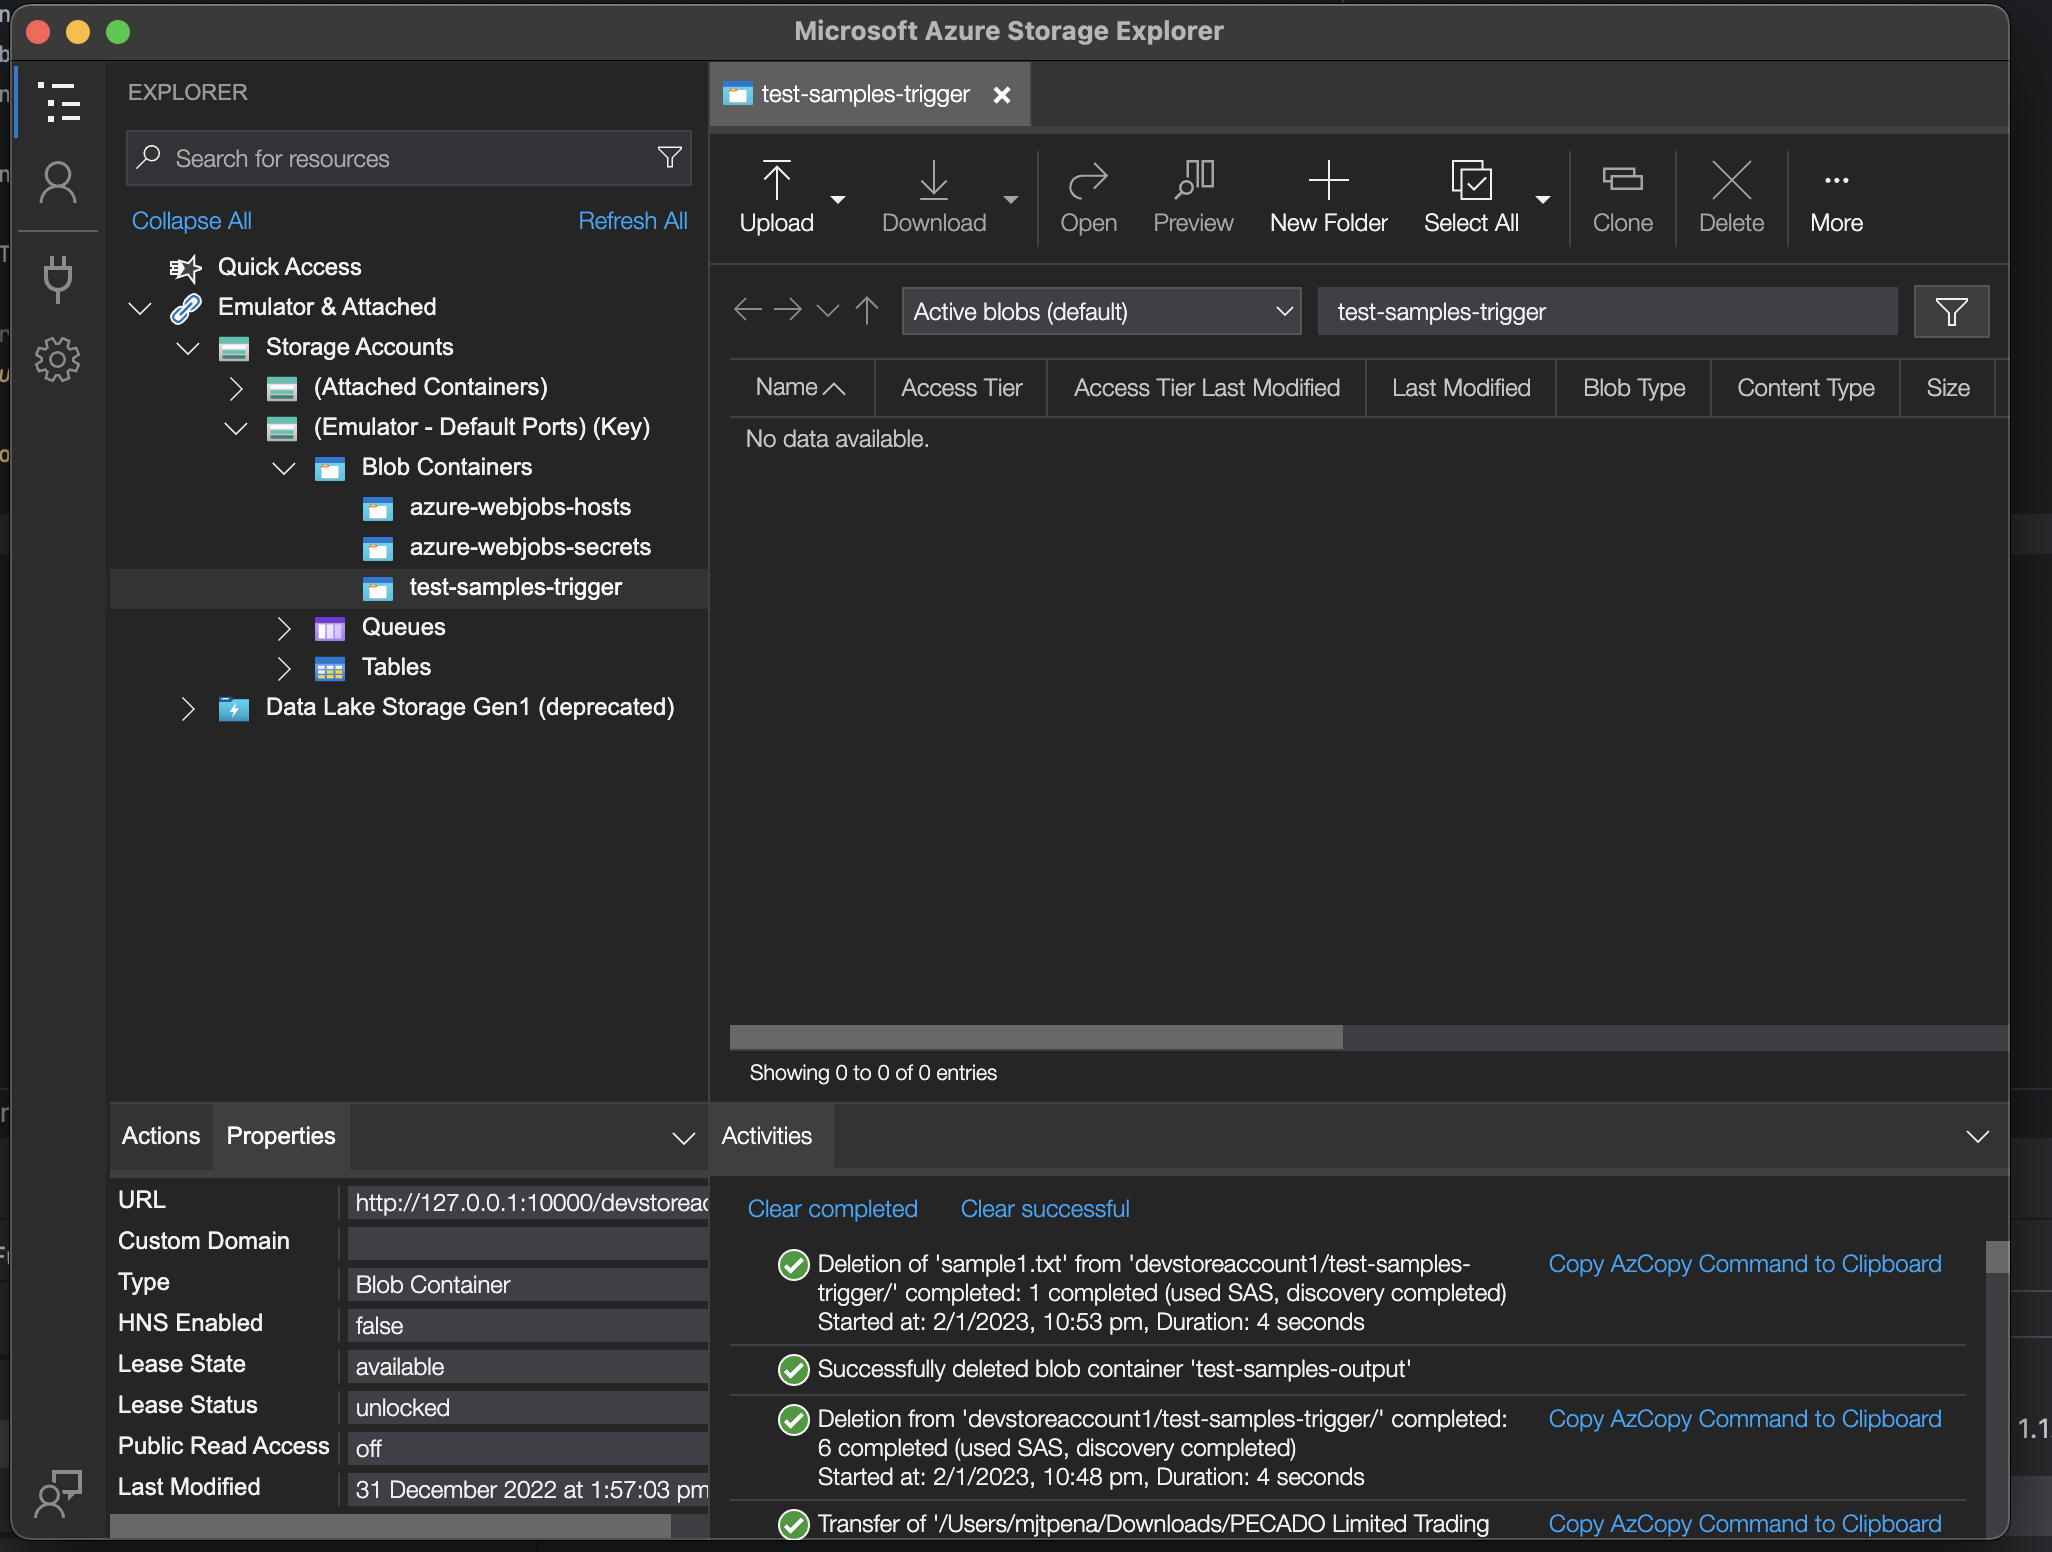 Microsoft Azure Storage Explorer
EXPLORER
Search for resources
Collapse All
Refresh All
Quick Access
Emulator & Attached
Storage Accounts
(Attached Containers)
(Emulator - Default Ports) (Key)
Blob Containers
azure-webjobs-hosts
azure-webjobs-secrets
test-samples-trigger
Queues
Tables
Data Lake Storage Gen1 (deprecated)
test-samples-trigger
Upload
Download
Open
Preview
New Folder
Select All
Clone
Delete
More
Active blobs (default)
test-samples-trigger
Name
Access Tier
Access Tier Last Modified
Last Modified
Blob Type
Content Type
Size
No data available.
Showing 0 to 0 of 0 entries
Actions
Properties
URL
http://127.0.0.1:10000/devstoreac
Custom Domain
Type
Blob Container
HNS Enabled
false
Lease State
available
Lease Status
unlocked
Public Read Access
off
Last Modified
31 December 2022 at 1:57:03 pm
Activities
Clear completed
Clear successful
Deletion of 'sample1.txt' from 'devstoreaccount1/test-samples-
trigger/' completed: 1 completed (used SAS, discovery completed)
Started at: 2/1/2023, 10:53 pm, Duration: 4 seconds
Copy AzCopy Command to Clipboard
Successfully deleted blob container 'test-samples-output'
Deletion from 'devstoreaccount1/test-samples-trigger/' completed:
6 completed (used SAS, discovery completed)
Started at: 2/1/2023, 10:48 pm, Duration: 4 seconds
Copy AzCopy Command to Clipboard
Transfer of '/Users/mjtpena/Downloads/PECADO Limited Trading
Copy AzCopy Command to Clipboard
1.1.